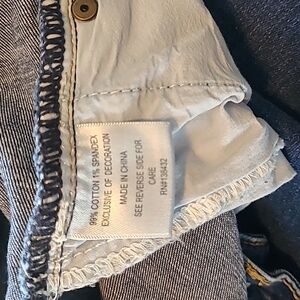 99% COTTON 1% SPANDEX
EXCLUSIVE OF DECORATION
MADE IN CHINA
SEE REVERSE SIDE FOR
CARE
RN#138432